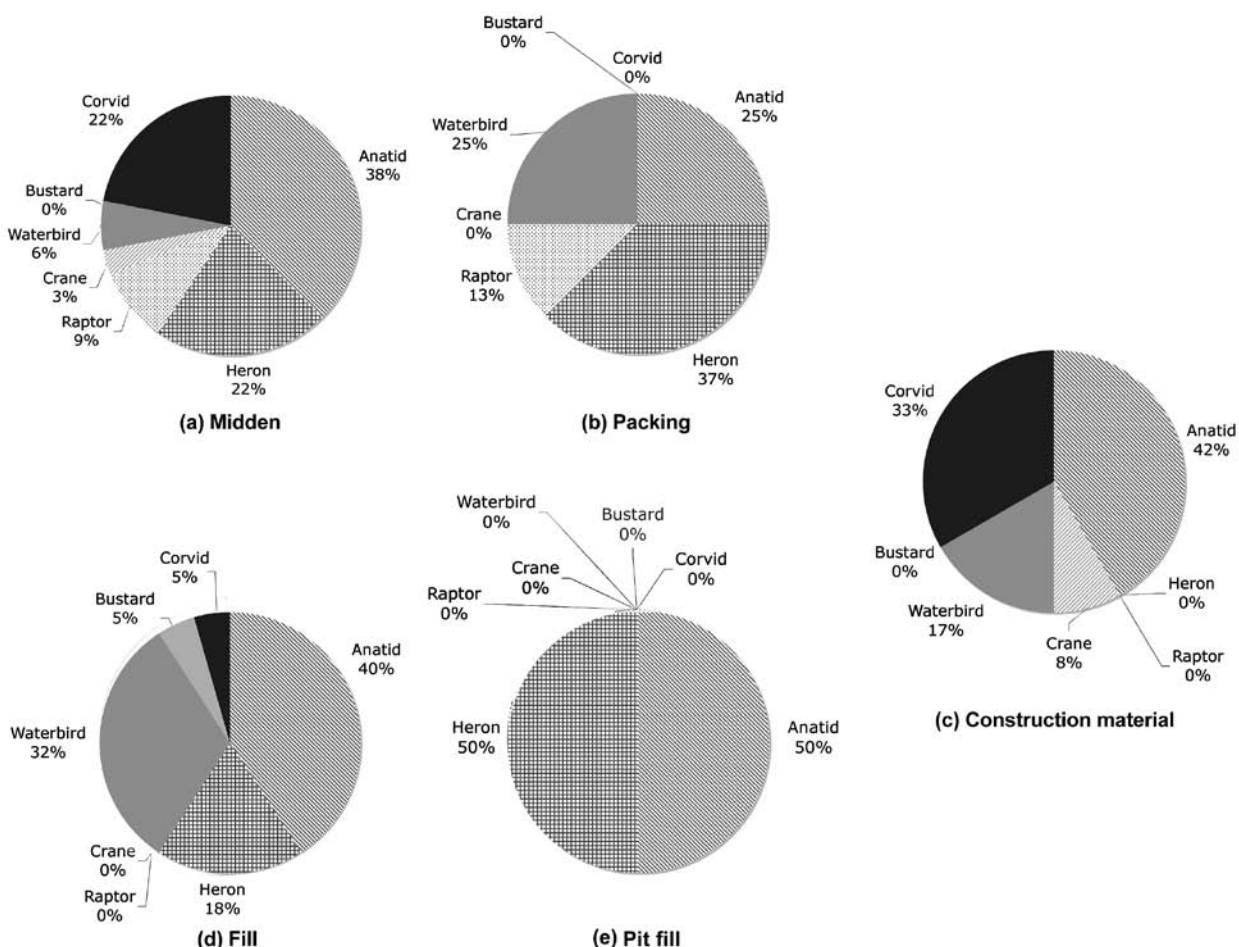 Corvid
22%
Anatid
38%
Bustard
0%
Waterbird
6%
Crane
3%
Raptor
9%
Heron
22%
(a) Midden
Bustard
0%
Corvid
0%
Anatid
25%
Waterbird
25%
Crane
0%
Raptor
13%
Heron
37%
(b) Packing
Corvid
33%
Anatid
42%
Bustard
0%
Heron
0%
Waterbird
17%
Crane
8%
Raptor
0%
(c) Construction material
Corvid
5%
Bustard
5%
Anatid
40%
Waterbird
32%
Crane
0%
Raptor
0%
Heron
18%
(d) Fill
Waterbird
0%
Bustard
0%
Crane
0%
Corvid
0%
Raptor
0%
Heron
50%
Anatid
50%
(e) Pit fill